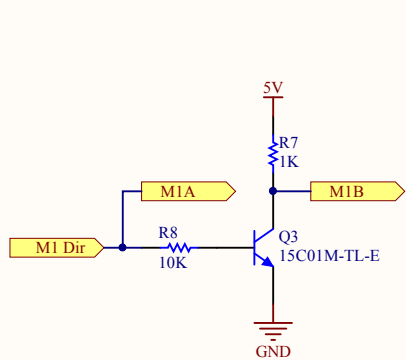 5V
R7
1K
M1A
M1B
R8
Q3
M1 Dir
15C01M-TL-E
10K
GND